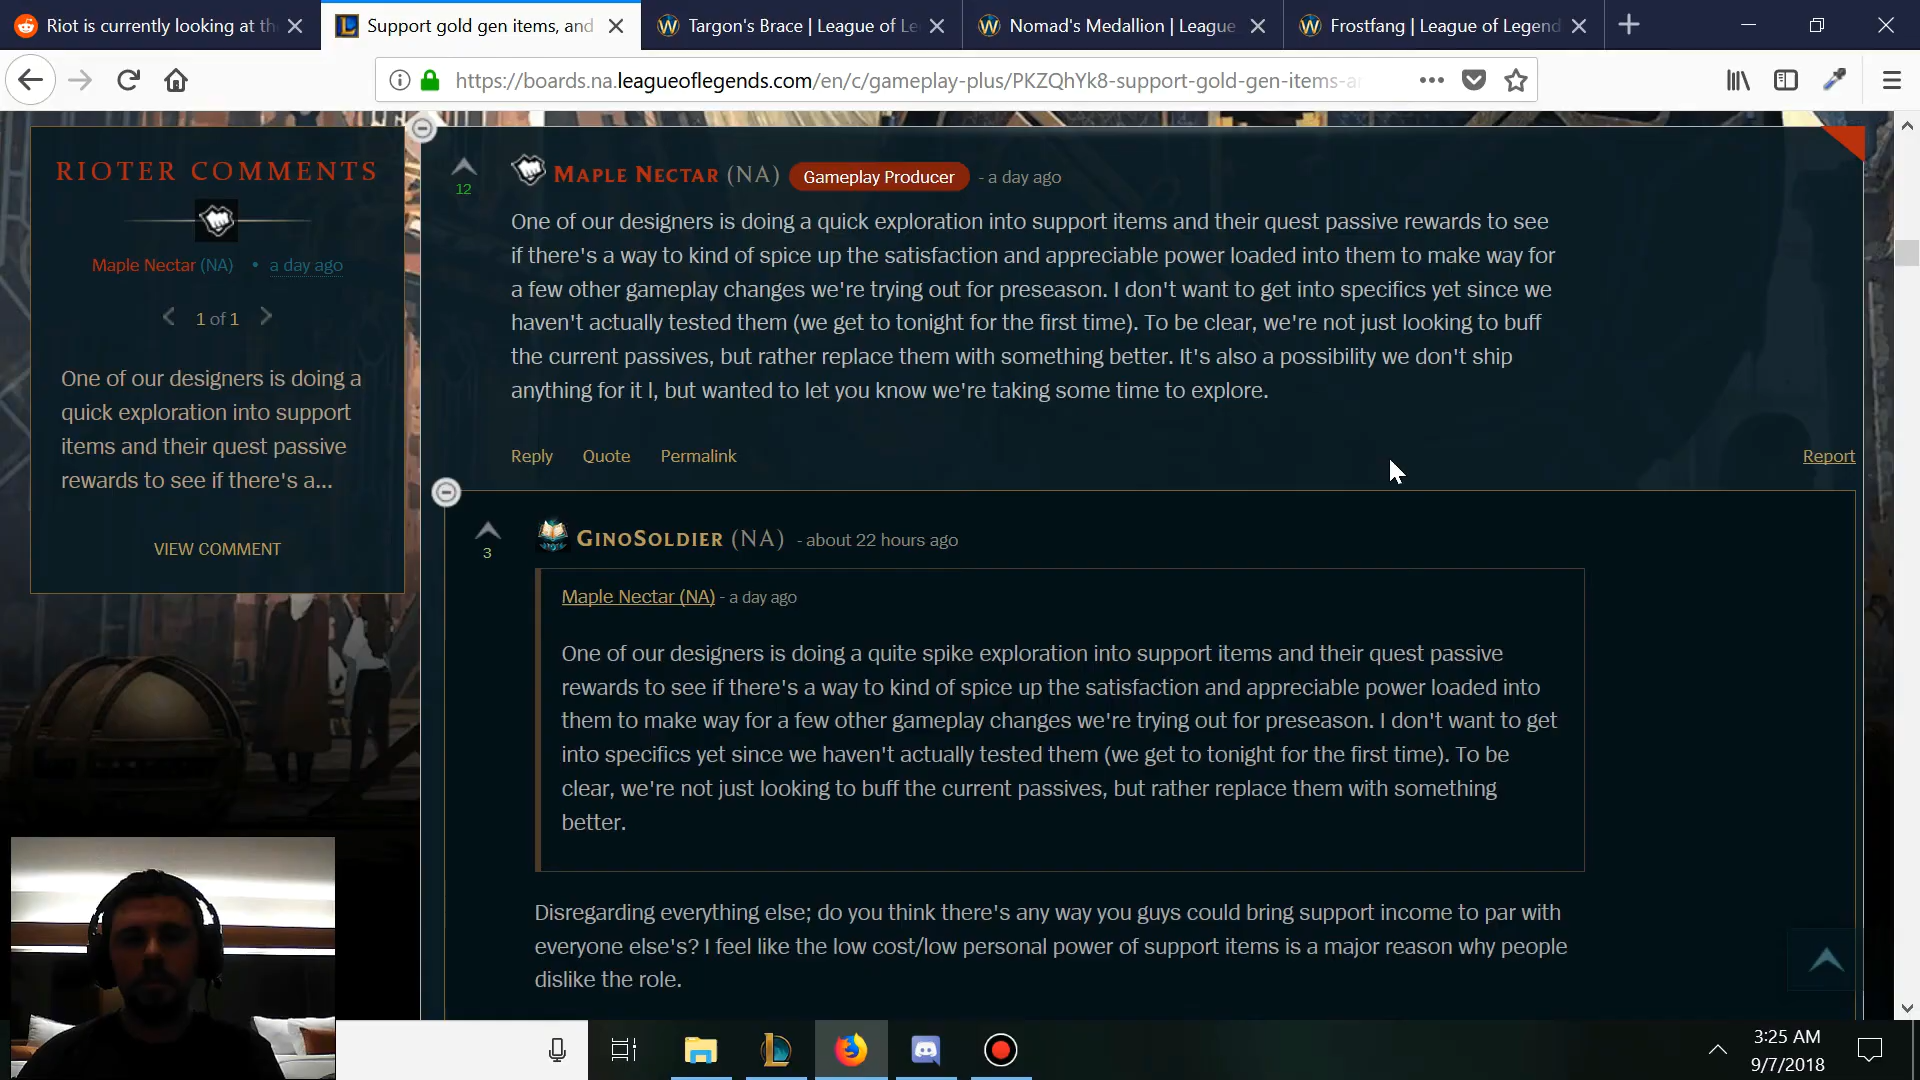 Riot is currently looking at th
Support gold gen items, and
Targon's Brace | League of Le
Nomad's Medallion | League
Frostfang | League of Legend
https://boards.na.leagueoflegends.com/en/c/gameplay-plus/PKZQhYk8-support-gold-gen-items-a
RIOTER COMMENTS
Maple Nectar (NA) • a day ago
1 of 1
One of our designers is doing a
quick exploration into support
items and their quest passive
rewards to see if there's a...
VIEW COMMENT
12
MAPLE NECTAR (NA) Gameplay Producer - a day ago
One of our designers is doing a quick exploration into support items and their quest passive rewards to see
if there's a way to kind of spice up the satisfaction and appreciable power loaded into them to make way for
a few other gameplay changes we're trying out for preseason. I don't want to get into specifics yet since we
haven't actually tested them (we get to tonight for the first time). To be clear, we're not just looking to buff
the current passives, but rather replace them with something better. It's also a possibility we don't ship
anything for it l, but wanted to let you know we're taking some time to explore.
Reply Quote Permalink Report
3
GINOSOLDIER (NA) - about 22 hours ago
Maple Nectar (NA) - a day ago
One of our designers is doing a quite spike exploration into support items and their quest passive
rewards to see if there's a way to kind of spice up the satisfaction and appreciable power loaded into
them to make way for a few other gameplay changes we're trying out for preseason. I don't want to get
into specifics yet since we haven't actually tested them (we get to tonight for the first time). To be
clear, we're not just looking to buff the current passives, but rather replace them with something
better.
Disregarding everything else; do you think there's any way you guys could bring support income to par with
everyone else's? I feel like the low cost/low personal power of support items is a major reason why people
dislike the role.
3:25 AM
9/7/2018